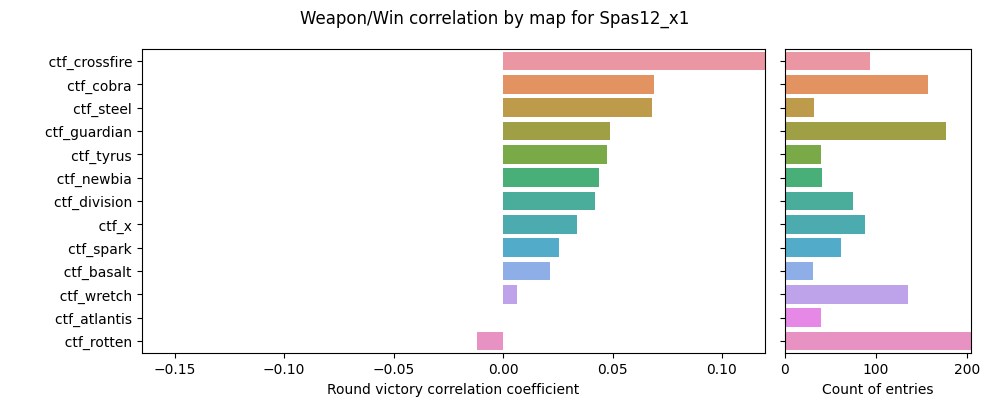 Weapon/Win correlation by map for Spas12_x1
ctf_crossfire
ctf_cobra
ctf_steel
ctf_guardian
ctf_tyrus
ctf_newbia
ctf_division
ctf_x
ctf_spark
ctf_basalt
ctf_wretch
ctf_atlantis
ctf_rotten
−0.15 −0.10 −0.05 0.00 0.05 0.10 0 100 200
Round victory correlation coefficient Count of entries